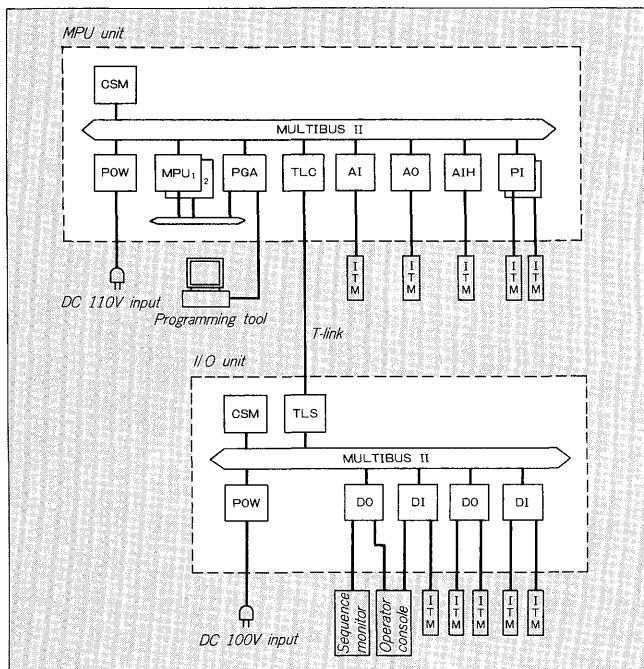 MPU unit
CSM
MULTIBUS II
POW
MPU1
2
PGA
TLC
AI
AO
AIH
PI
DC 110V input
Programming tool
ITM
ITM
ITM
ITM
ITM
T-link
I/O unit
CSM
TLS
MULTIBUS II
POW
DO
DI
DO
DI
DC 100V input
Sequence
monitor
Operator
console
ITM
ITM
ITM
ITM
ITM